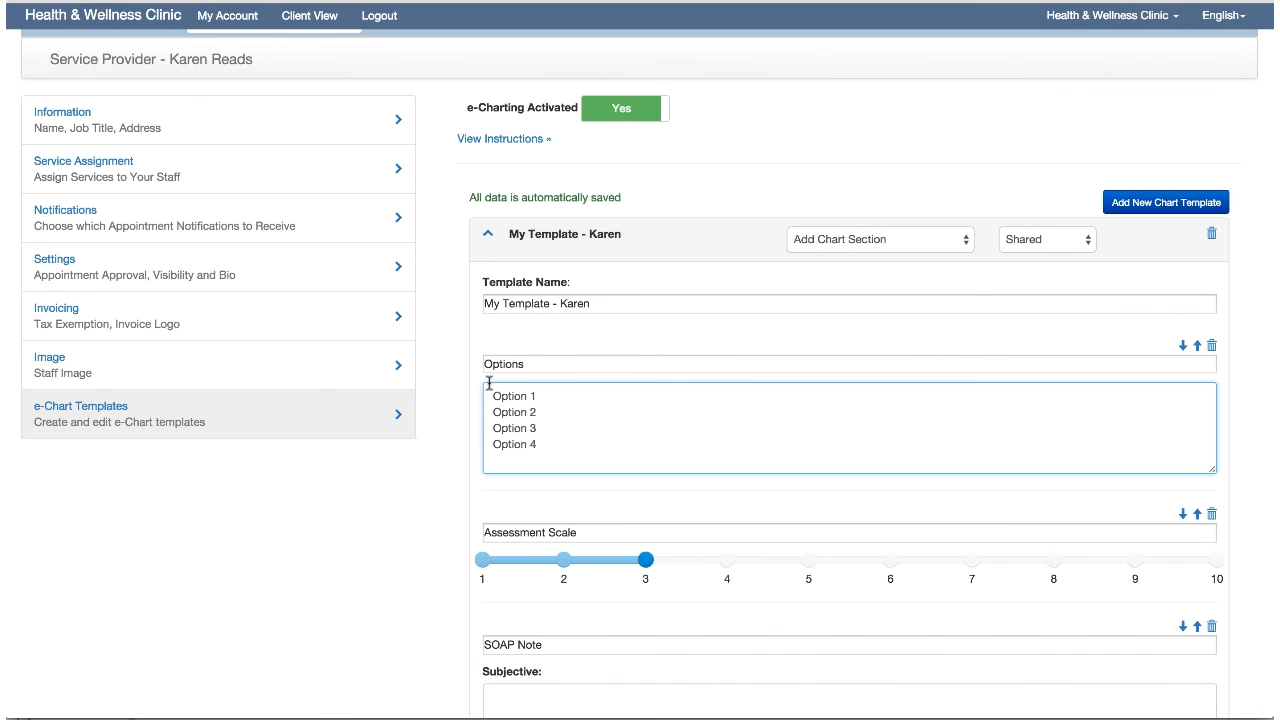 Health & Wellness Clinic My Account Client View Logout Health & Wellness Clinic English
Service Provider - Karen Reads
Information
Name, Job Title, Address
Service Assignment
Assign Services to Your Staff
Notifications
Choose which Appointment Notifications to Receive
Settings
Appointment Approval, Visibility and Bio
Invoicing
Tax Exemption, Invoice Logo
Image
Staff Image
e-Chart Templates
Create and edit e-Chart templates
e-Charting Activated Yes
View Instructions »
All data is automatically saved
Add New Chart Template
My Template - Karen Add Chart Section Shared
Template Name:
My Template - Karen
Options
Option 1
Option 2
Option 3
Option 4
Assessment Scale
1 2 3 4 5 6 7 8 9 10
SOAP Note
Subjective: